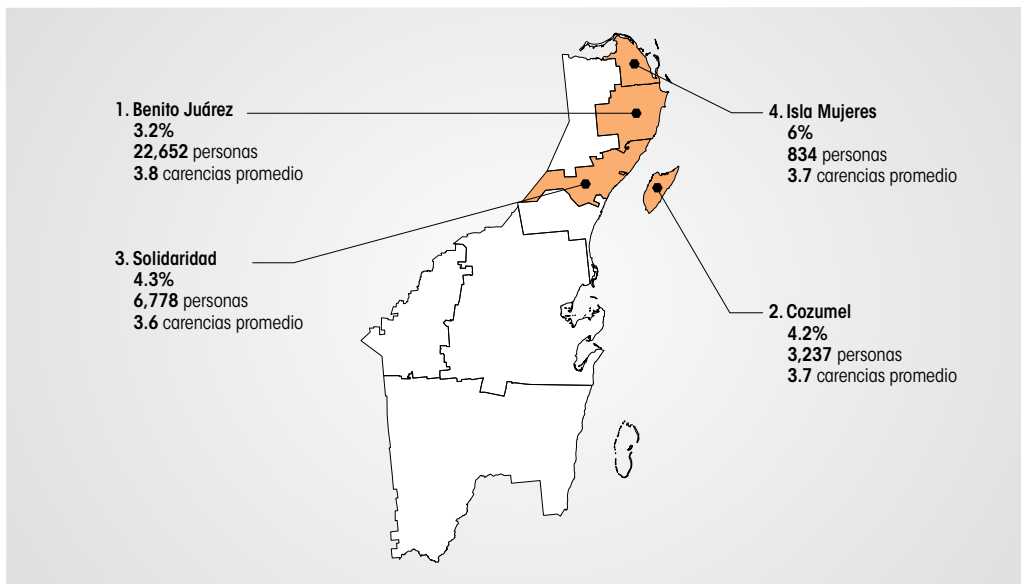 1. Benito Juárez
3.2%
22,652 personas
3.8 carencias promedio
4. Isla Mujeres
6%
834 personas
3.7 carencias promedio
3. Solidaridad
4.3%
6,778 personas
3.6 carencias promedio
2. Cozumel
4.2%
3,237 personas
3.7 carencias promedio